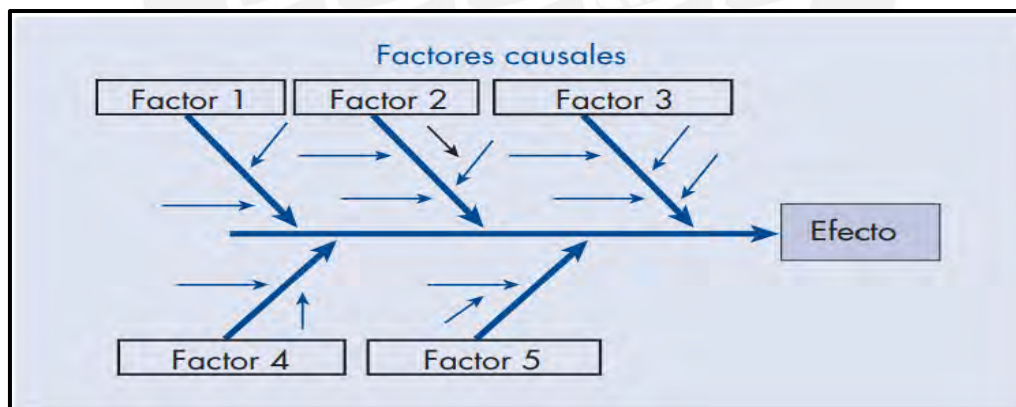 Factores causales
Factor 1
Factor 2
Factor 3
Efecto
Factor 4
Factor 5